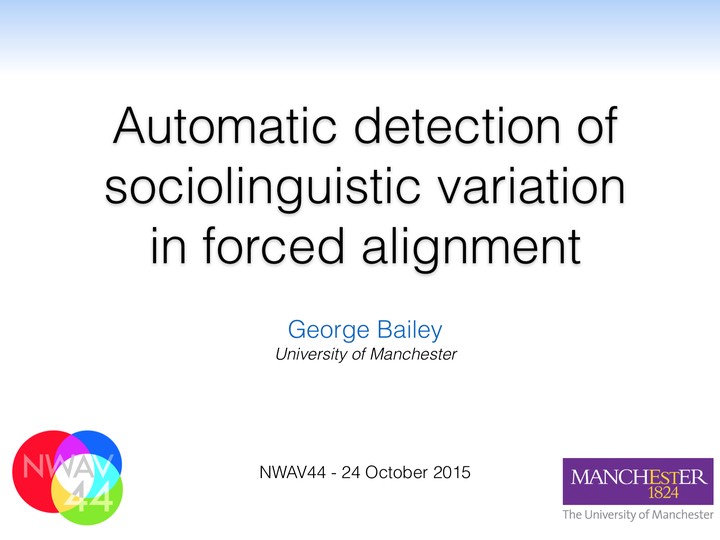 Automatic detection of
sociolinguistic variation
in forced alignment
George Bailey
University of Manchester
NWAV
44
NWAV44 - 24 October 2015
MANCHESTER
1824
The University of Manchester